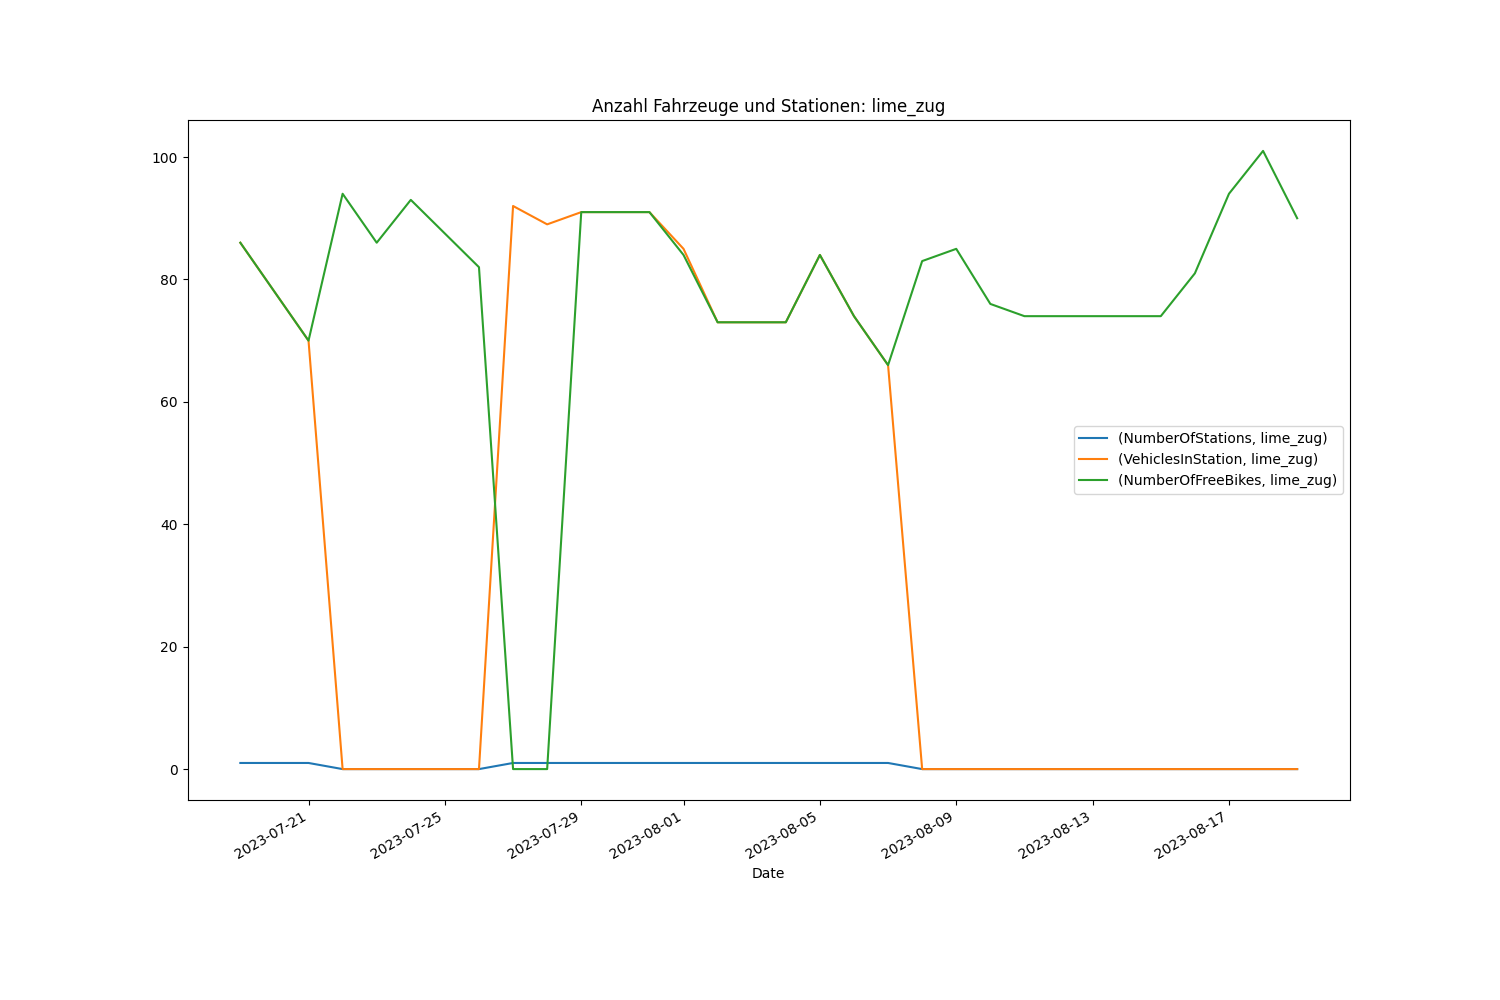 Anzahl Fahrzeuge und Stationen: lime_zug
100
80
60
40
20
0
(NumberOfStations, lime_zug)
(VehiclesInStation, lime_zug)
(NumberOfFreeBikes, lime_zug)
2023-07-21
2023-07-25
2023-07-29
2023-08-01
2023-08-05
2023-08-09
2023-08-13
2023-08-17
Date